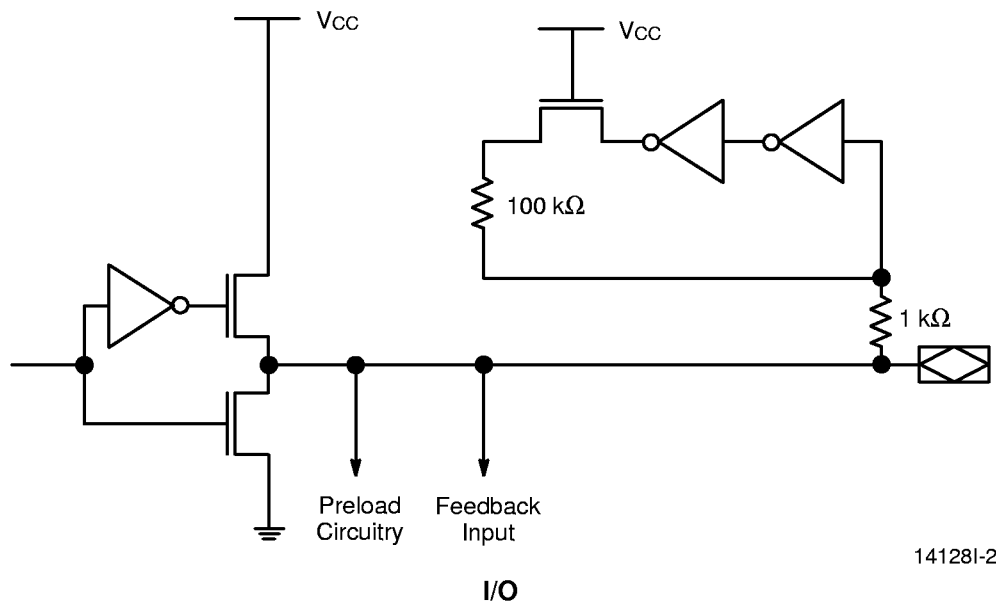 VCC
VCC
100 kΩ
1 kΩ
Preload
Circuitry
Feedback
Input
14128I-2
I/O